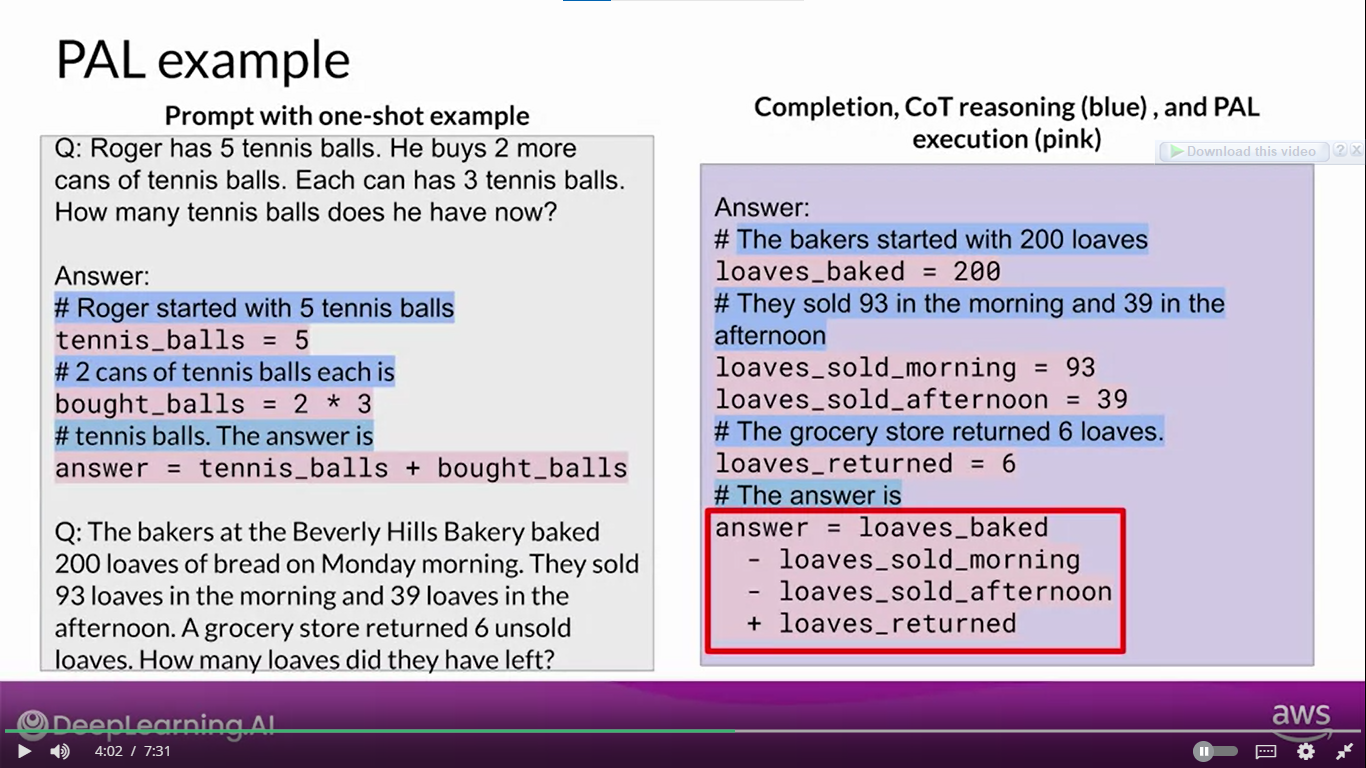 PAL example
Prompt with one-shot example
Q: Roger has 5 tennis balls. He buys 2 more
cans of tennis balls. Each can has 3 tennis balls.
How many tennis balls does he have now?
Answer:
# Roger started with 5 tennis balls
tennis_balls = 5
# 2 cans of tennis balls each is
bought_balls = 2 * 3
# tennis balls. The answer is
answer = tennis_balls + bought_balls
Q: The bakers at the Beverly Hills Bakery baked
200 loaves of bread on Monday morning. They sold
93 loaves in the morning and 39 loaves in the
afternoon. A grocery store returned 6 unsold
loaves. How many loaves did they have left?
Completion, CoT reasoning (blue) , and PAL
execution (pink)
Download this video
? X
Answer:
# The bakers started with 200 loaves
loaves_baked = 200
# They sold 93 in the morning and 39 in the
afternoon
loaves_sold_morning = 93
loaves_sold_afternoon = 39
# The grocery store returned 6 loaves.
loaves_returned = 6
# The answer is
answer = loaves_baked
- loaves_sold_morning
- loaves_sold_afternoon
+ loaves_returned
DeepLearning.AI
aws
4:02 / 7:31